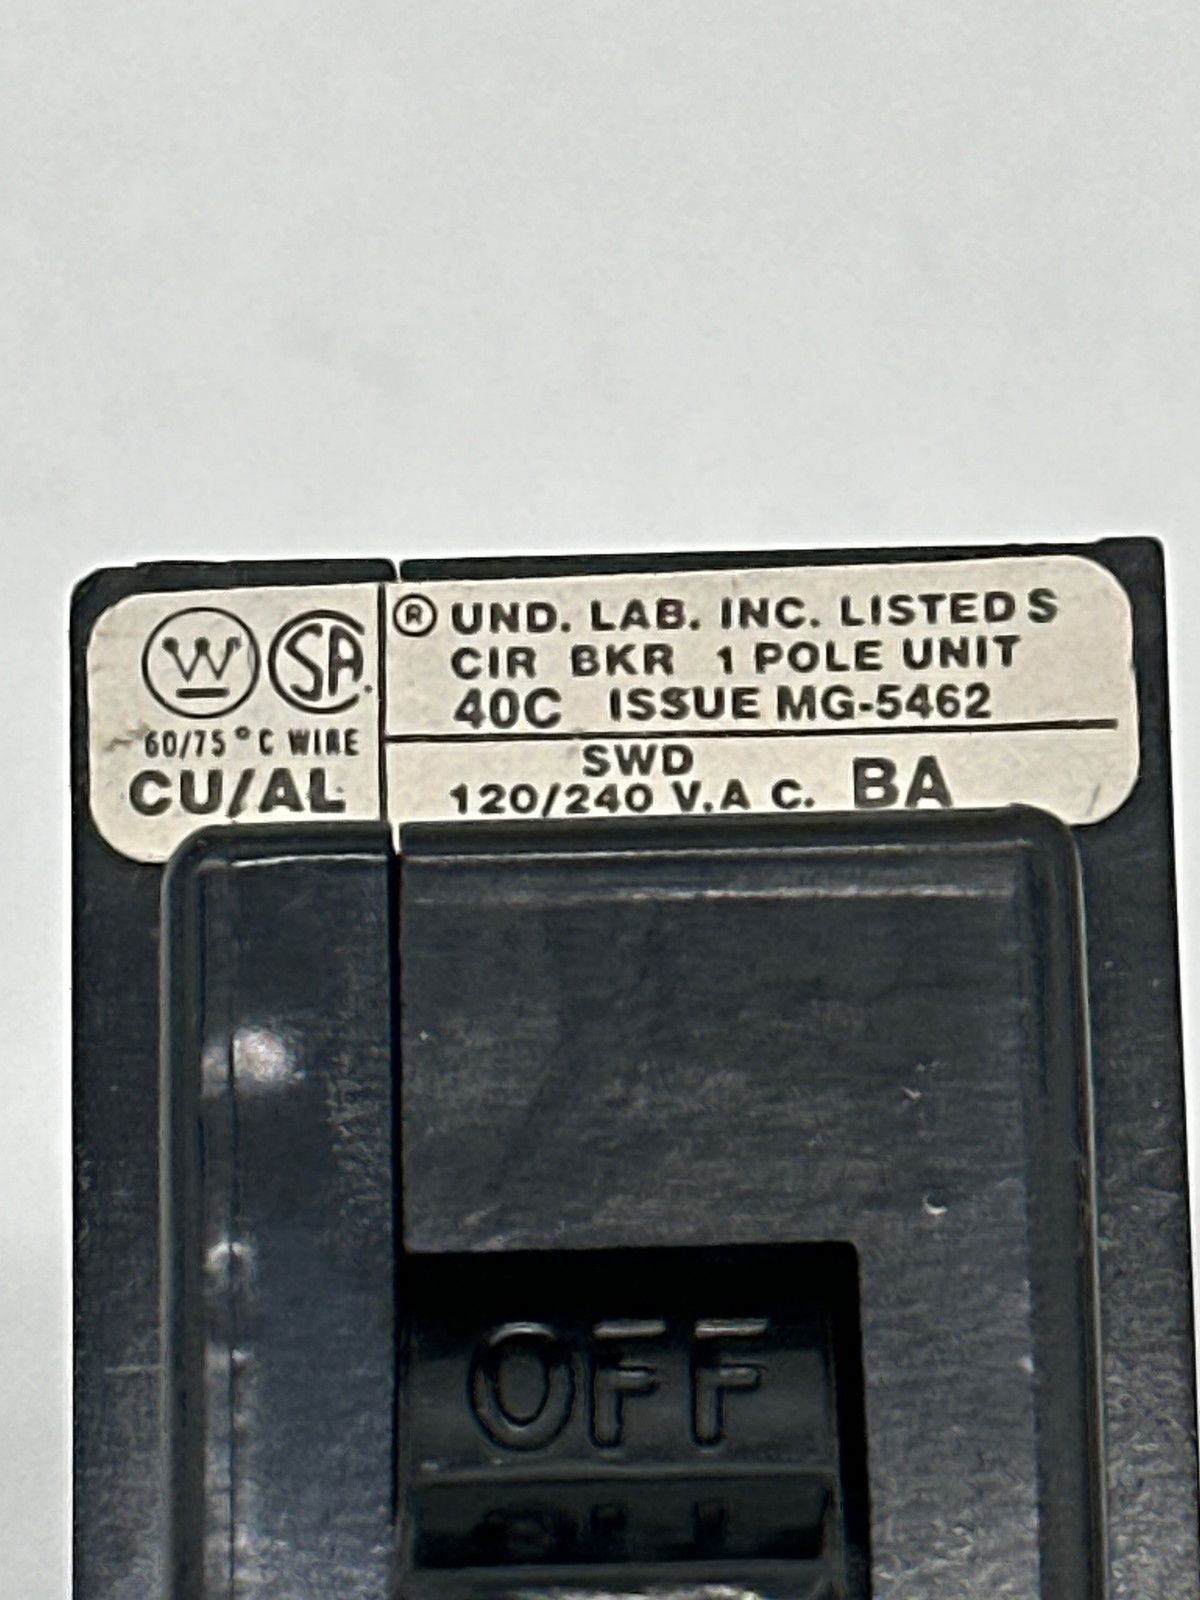 W SA
60/75°C WIRE
CU/AL
® UND. LAB. INC. LISTED S
CIR BKR 1 POLE UNIT
40C ISSUE MG-5462
SWD
120/240 V.A C. BA
OFF